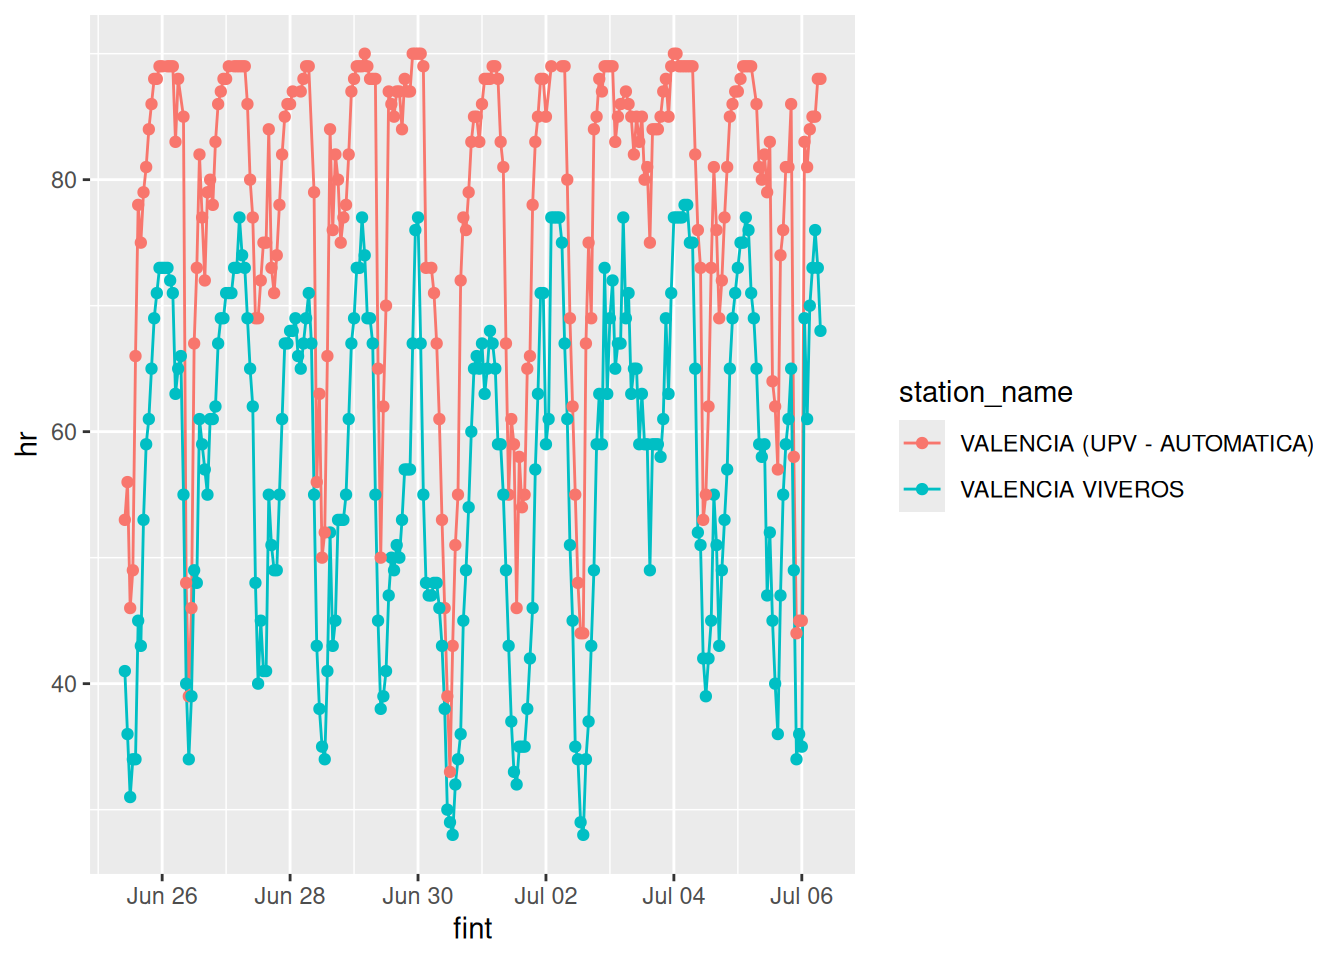 80
60
40
hr
Jun 26
Jun 28
Jun 30
Jul 02
Jul 04
Jul 06
fint
station_name
VALENCIA (UPV - AUTOMATICA)
VALENCIA VIVEROS